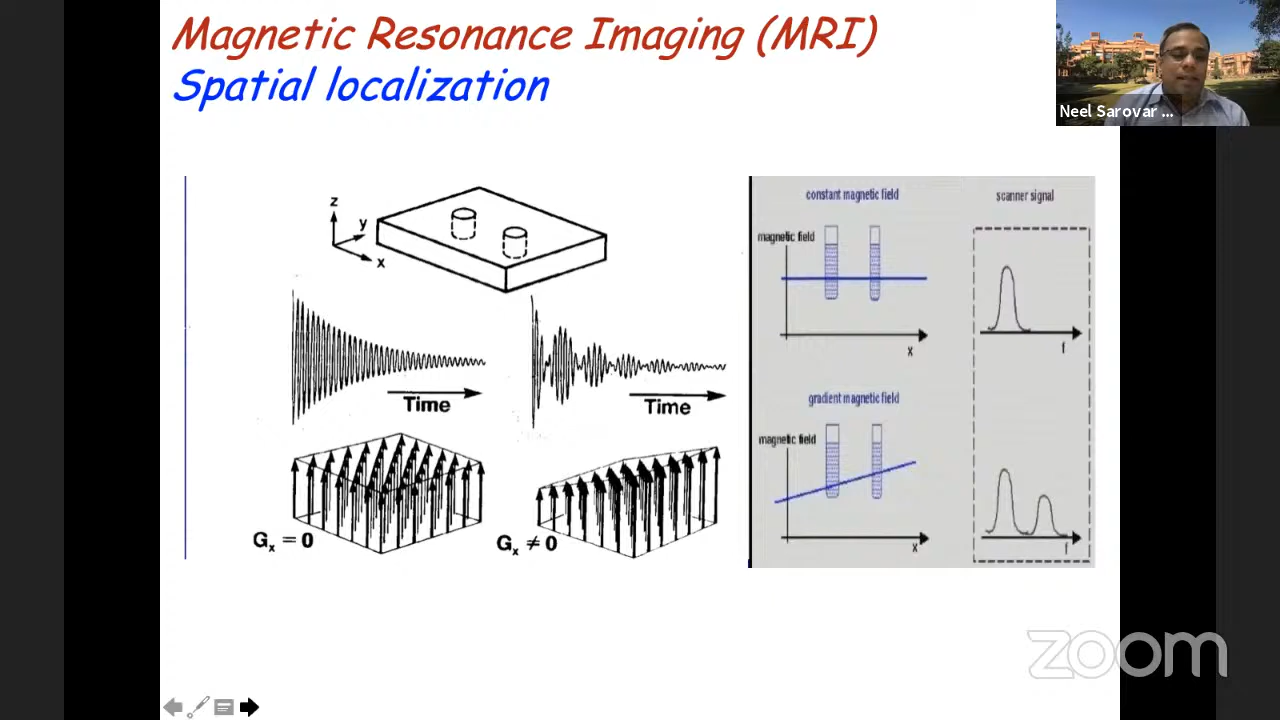 Magnetic Resonance Imaging (MRI)
Spatial localization
Neel Sarovar ...
z
y
x
Time
Time
Gx = 0
Gx ≠ 0
constant magnetic field
scanner signal
magnetic field
x
f
gradient magnetic field
magnetic field
x
f
zoom